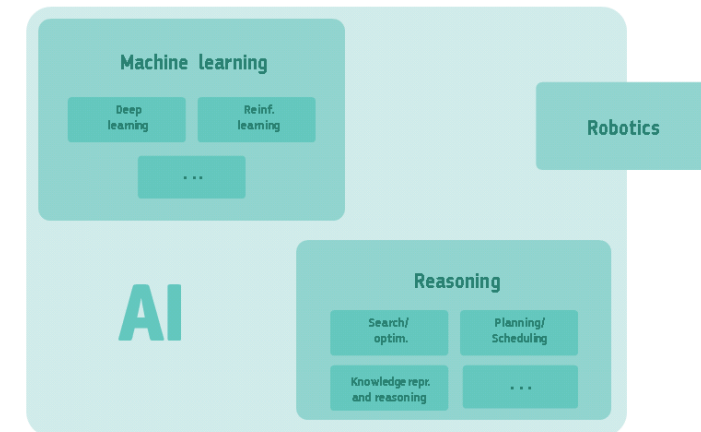 Machine learning
Deep
learning
Reinf.
learning
...
Robotics
AI
Reasoning
Search/
optim.
Planning/
Scheduling
Knowledge repr.
and reasoning
...